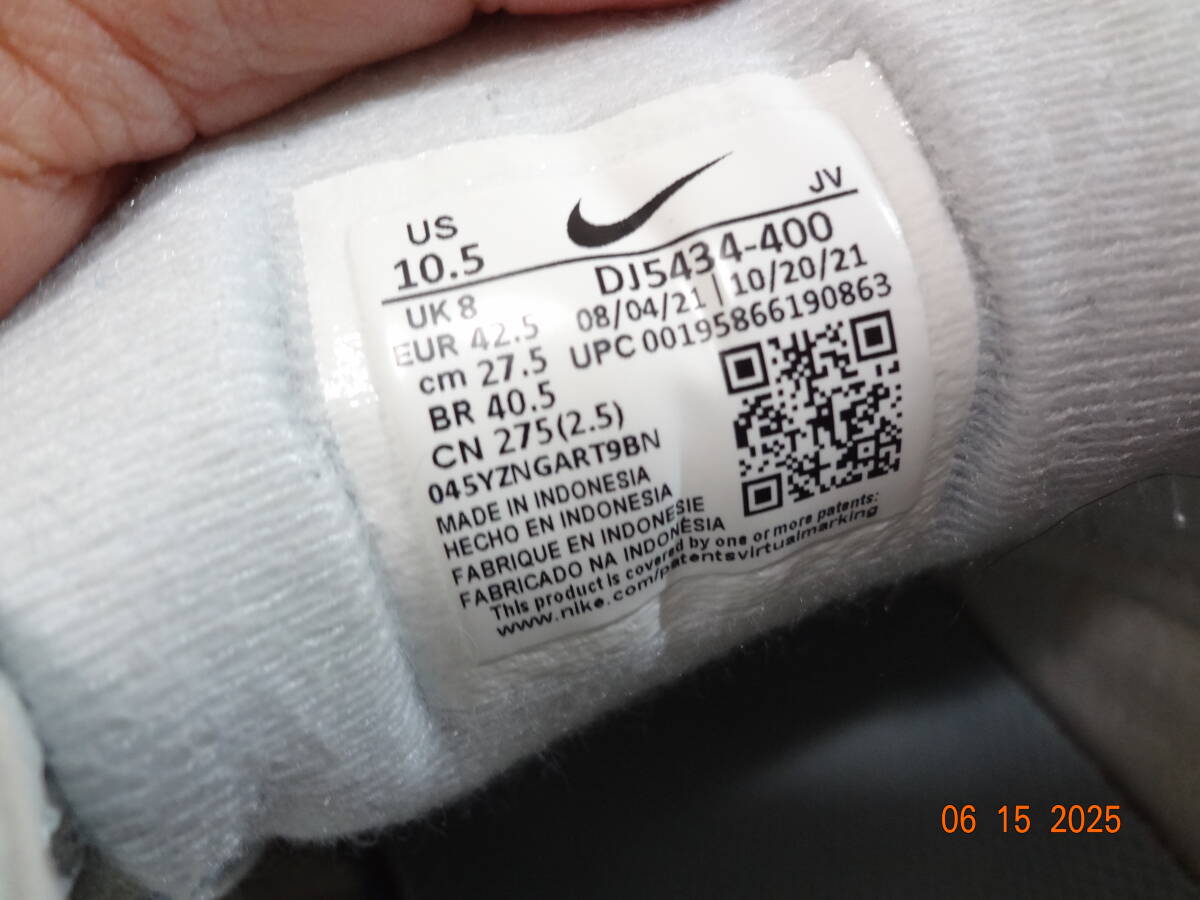 US
10.5
JV
DJ5434-400
08/04/21 | 10/20/21
UPC 00195866190863
UK 8
EUR 42.5
cm 27.5
BR 40.5
CN 275(2.5)
045YZNGART9BN
MADE IN INDONESIA
HECHO EN INDONESIA
FABRIQUE EN INDONESIE
FABRICADO NA INDONÈSIA
This product is covered by one or more patents:
www.nike.com/patentsvirtualmarking
06 15 2025